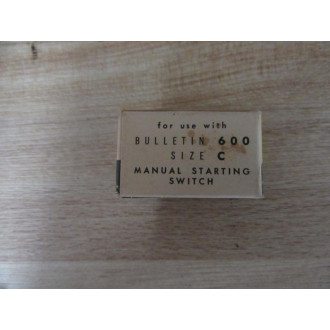 for use with
BULLETIN 600
SIZE C
MANUAL STARTING
SWITCH